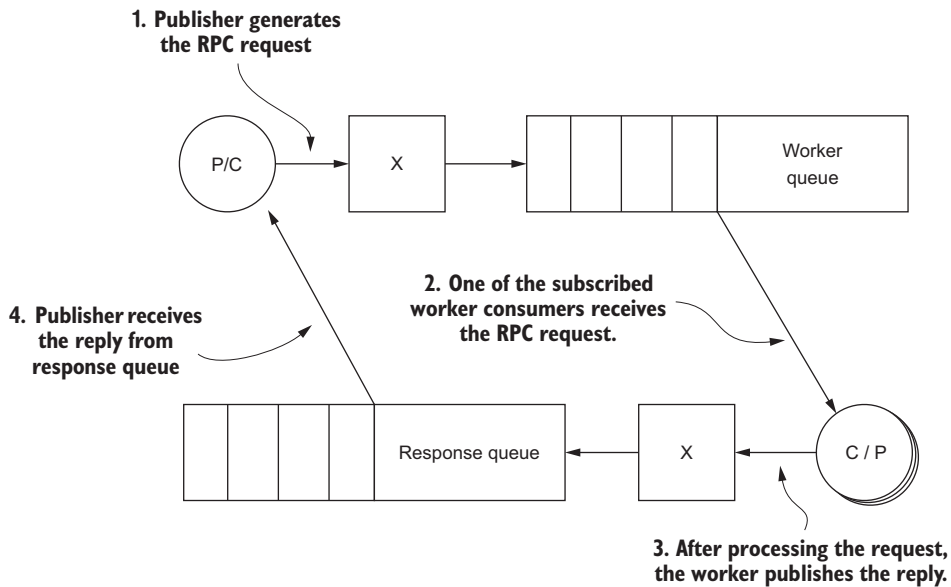 1. Publisher generates
the RPC request
P/C
X
Worker
queue
2. One of the subscribed
worker consumers receives
the RPC request.
4. Publisher receives
the reply from
response queue
Response queue
X
C / P
3. After processing the request,
the worker publishes the reply.